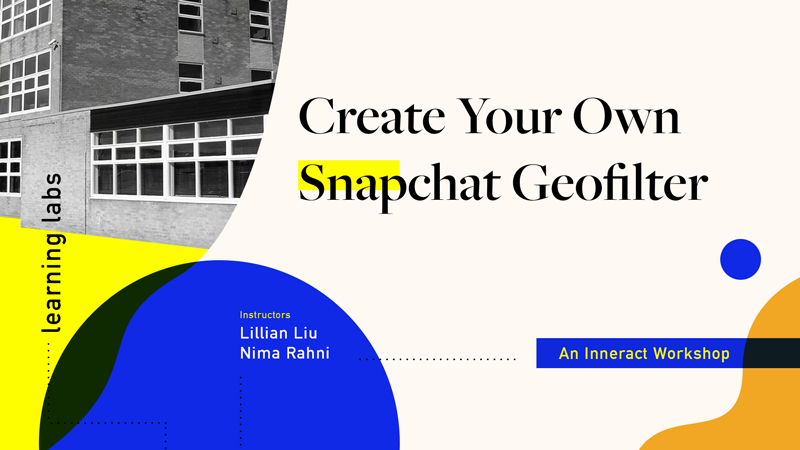 Create Your Own
Snapchat Geofilter
learning labs
Instructors
Lillian Liu
Nima Rahni
An Inneract Workshop